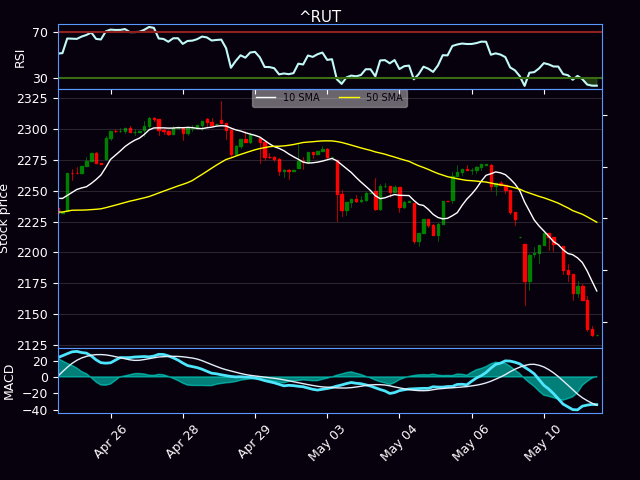 ^RUT
RSI
70
30
10 SMA
50 SMA
Stock price
2325
2300
2275
2250
2225
2200
2175
2150
2125
MACD
20
0
−20
−40
Apr 26
Apr 28
Apr 29
May 03
May 04
May 06
May 10